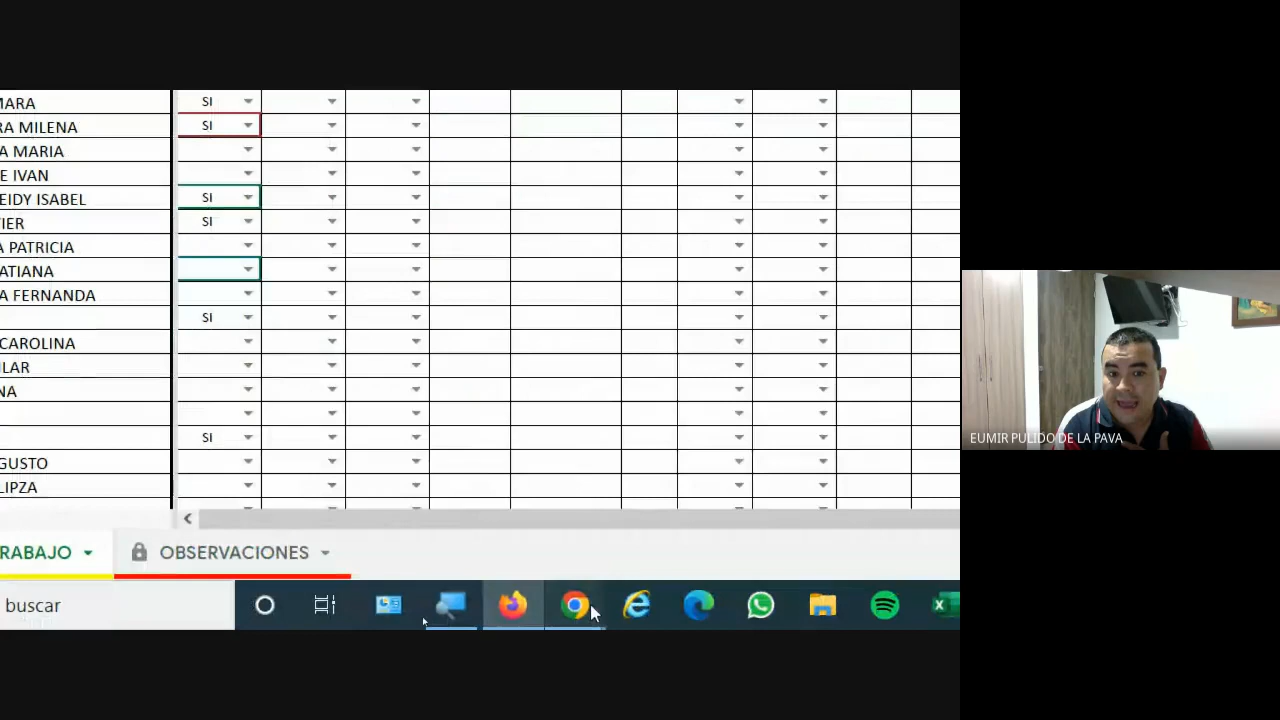 MARA SI
RA MILENA SI
A MARIA
E IVAN
EIDY ISABEL SI
IER SI
A PATRICIA
ATIANA
A FERNANDA
SI
CAROLINA
ILAR
NA
SI
GUSTO
LIPZA
RABAJO OBSERVACIONES
buscar
EUMIR PULIDO DE LA PAVA